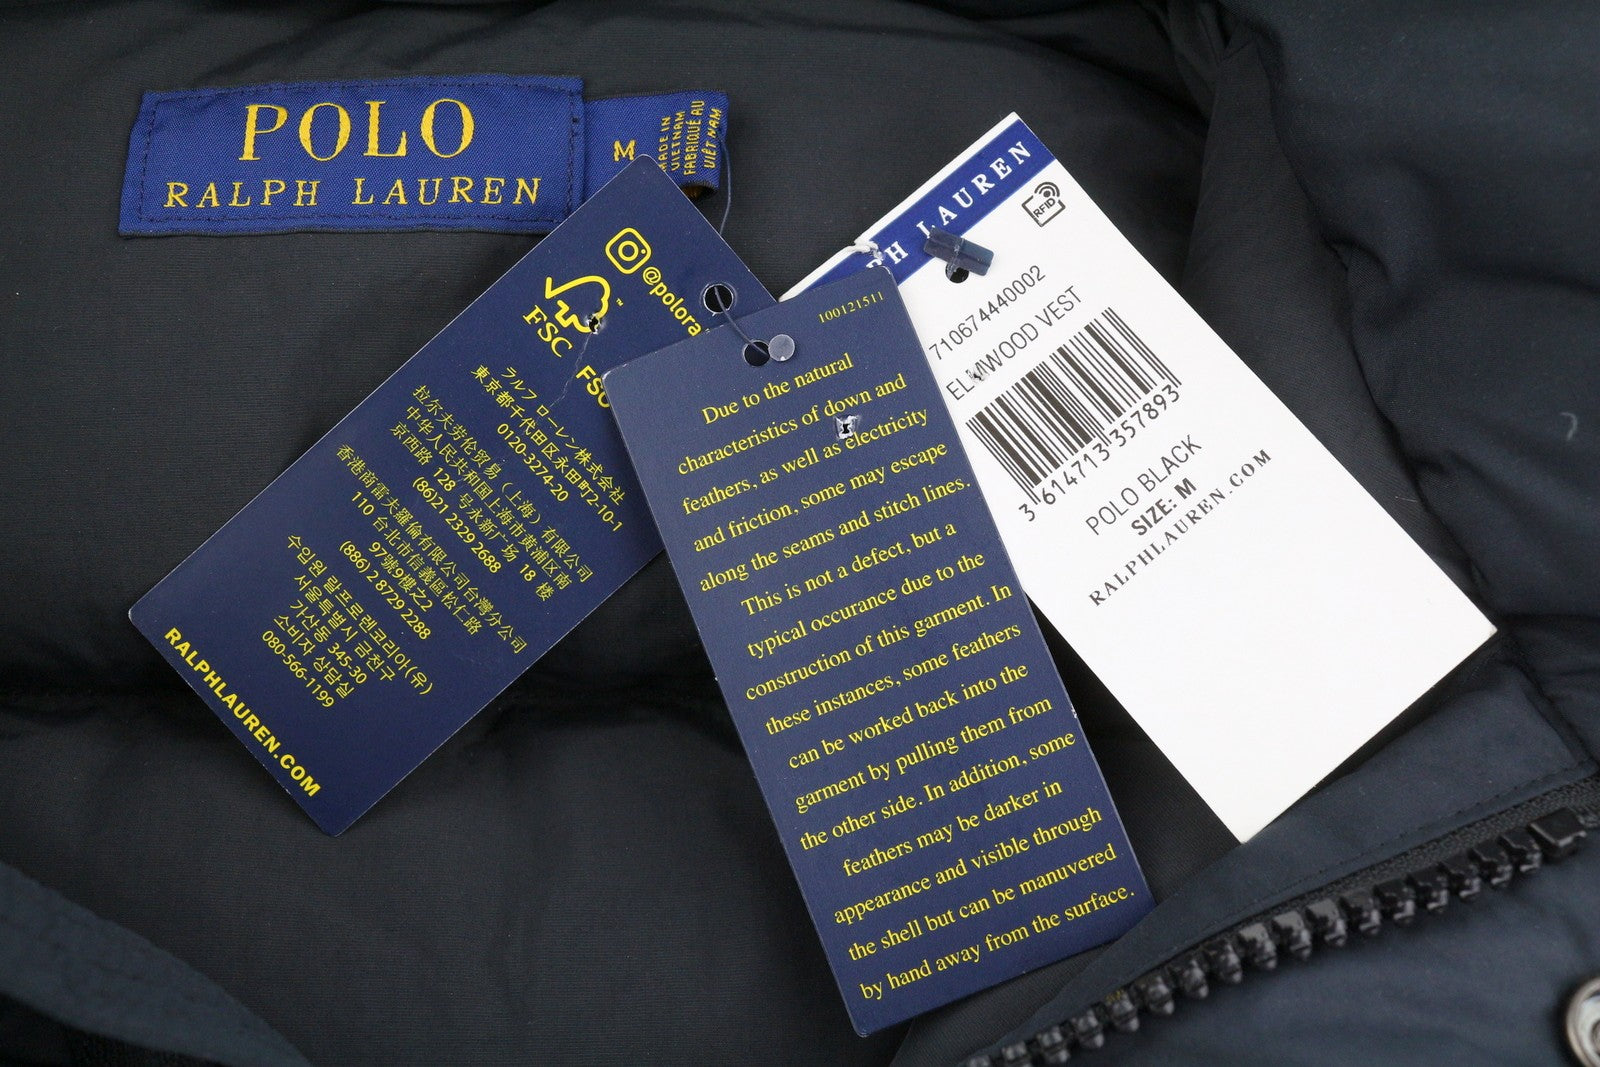 POLO
RALPH LAUREN
M
MADE IN
VIETNAM
FABRIQUÉ AU
VIÊT NAM
@polora
FSC
™
FSC
ラルフ ローレン株式会社
東京都千代田区永田町2-10-1
0120-3274-20
拉尔夫劳伦贸易（上海）有限公司
中华人民共和国上海市黄浦区南
京西路 128 号永新广场 18 楼
(86)21 2329 2688
香港商雷夫羅倫有限公司台灣分公司
110 台北市信義區松仁路
97號9樓之2
(886)2 8729 2288
수입원 랄프로렌코리아(유)
서울특별시 금천구
가산동 345-30
소비자 상담실
080-566-1199
RALPHLAUREN.COM
100121511
Due to the natural
characteristics of down and
feathers, as well as electricity
and friction, some may escape
along the seams and stitch lines.
This is not a defect, but a
typical occurance due to the
construction of this garment. In
these instances, some feathers
can be worked back into the
garment by pulling them from
the other side. In addition, some
feathers may be darker in
appearance and visible through
the shell but can be manuvered
by hand away from the surface.
PH LAUREN
RFID
710674440002
ELMWOOD VEST
3 614713 357893
POLO BLACK
SIZE: M
RALPHLAUREN.COM